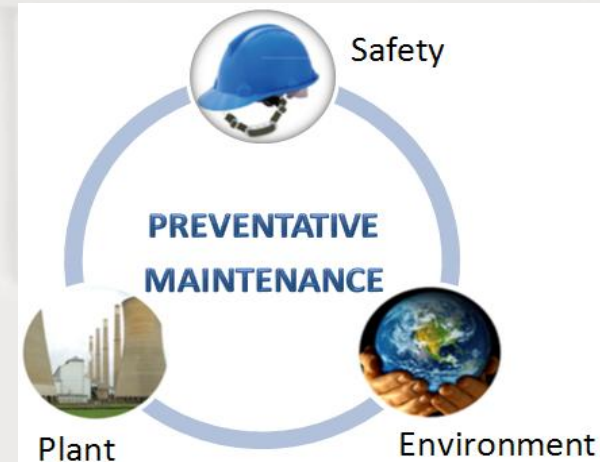 Safety
PREVENTATIVE
MAINTENANCE
Plant
Environment